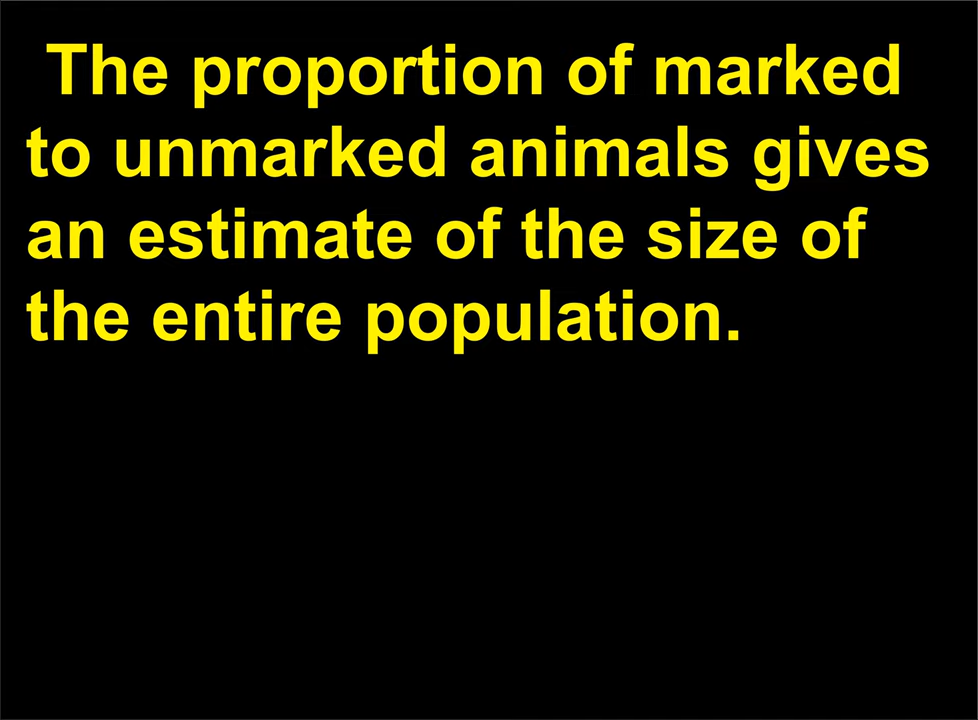 The proportion of marked
to unmarked animals gives
an estimate of the size of
the entire population.